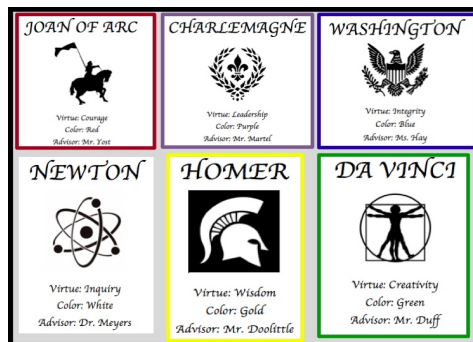 JOAN OF ARC
Virtue: Courage
Color: Red
Advisor: Mr. Yost
CHARLEMAGNE
Virtue: Leadership
Color: Purple
Advisor: Mr. Martel
WASHINGTON
Virtue: Integrity
Color: Blue
Advisor: Ms. Hay
NEWTON
Virtue: Inquiry
Color: White
Advisor: Dr. Meyers
HOMER
Virtue: Wisdom
Color: Gold
Advisor: Mr. Doolittle
DA VINCI
Virtue: Creativity
Color: Green
Advisor: Mr. Duff